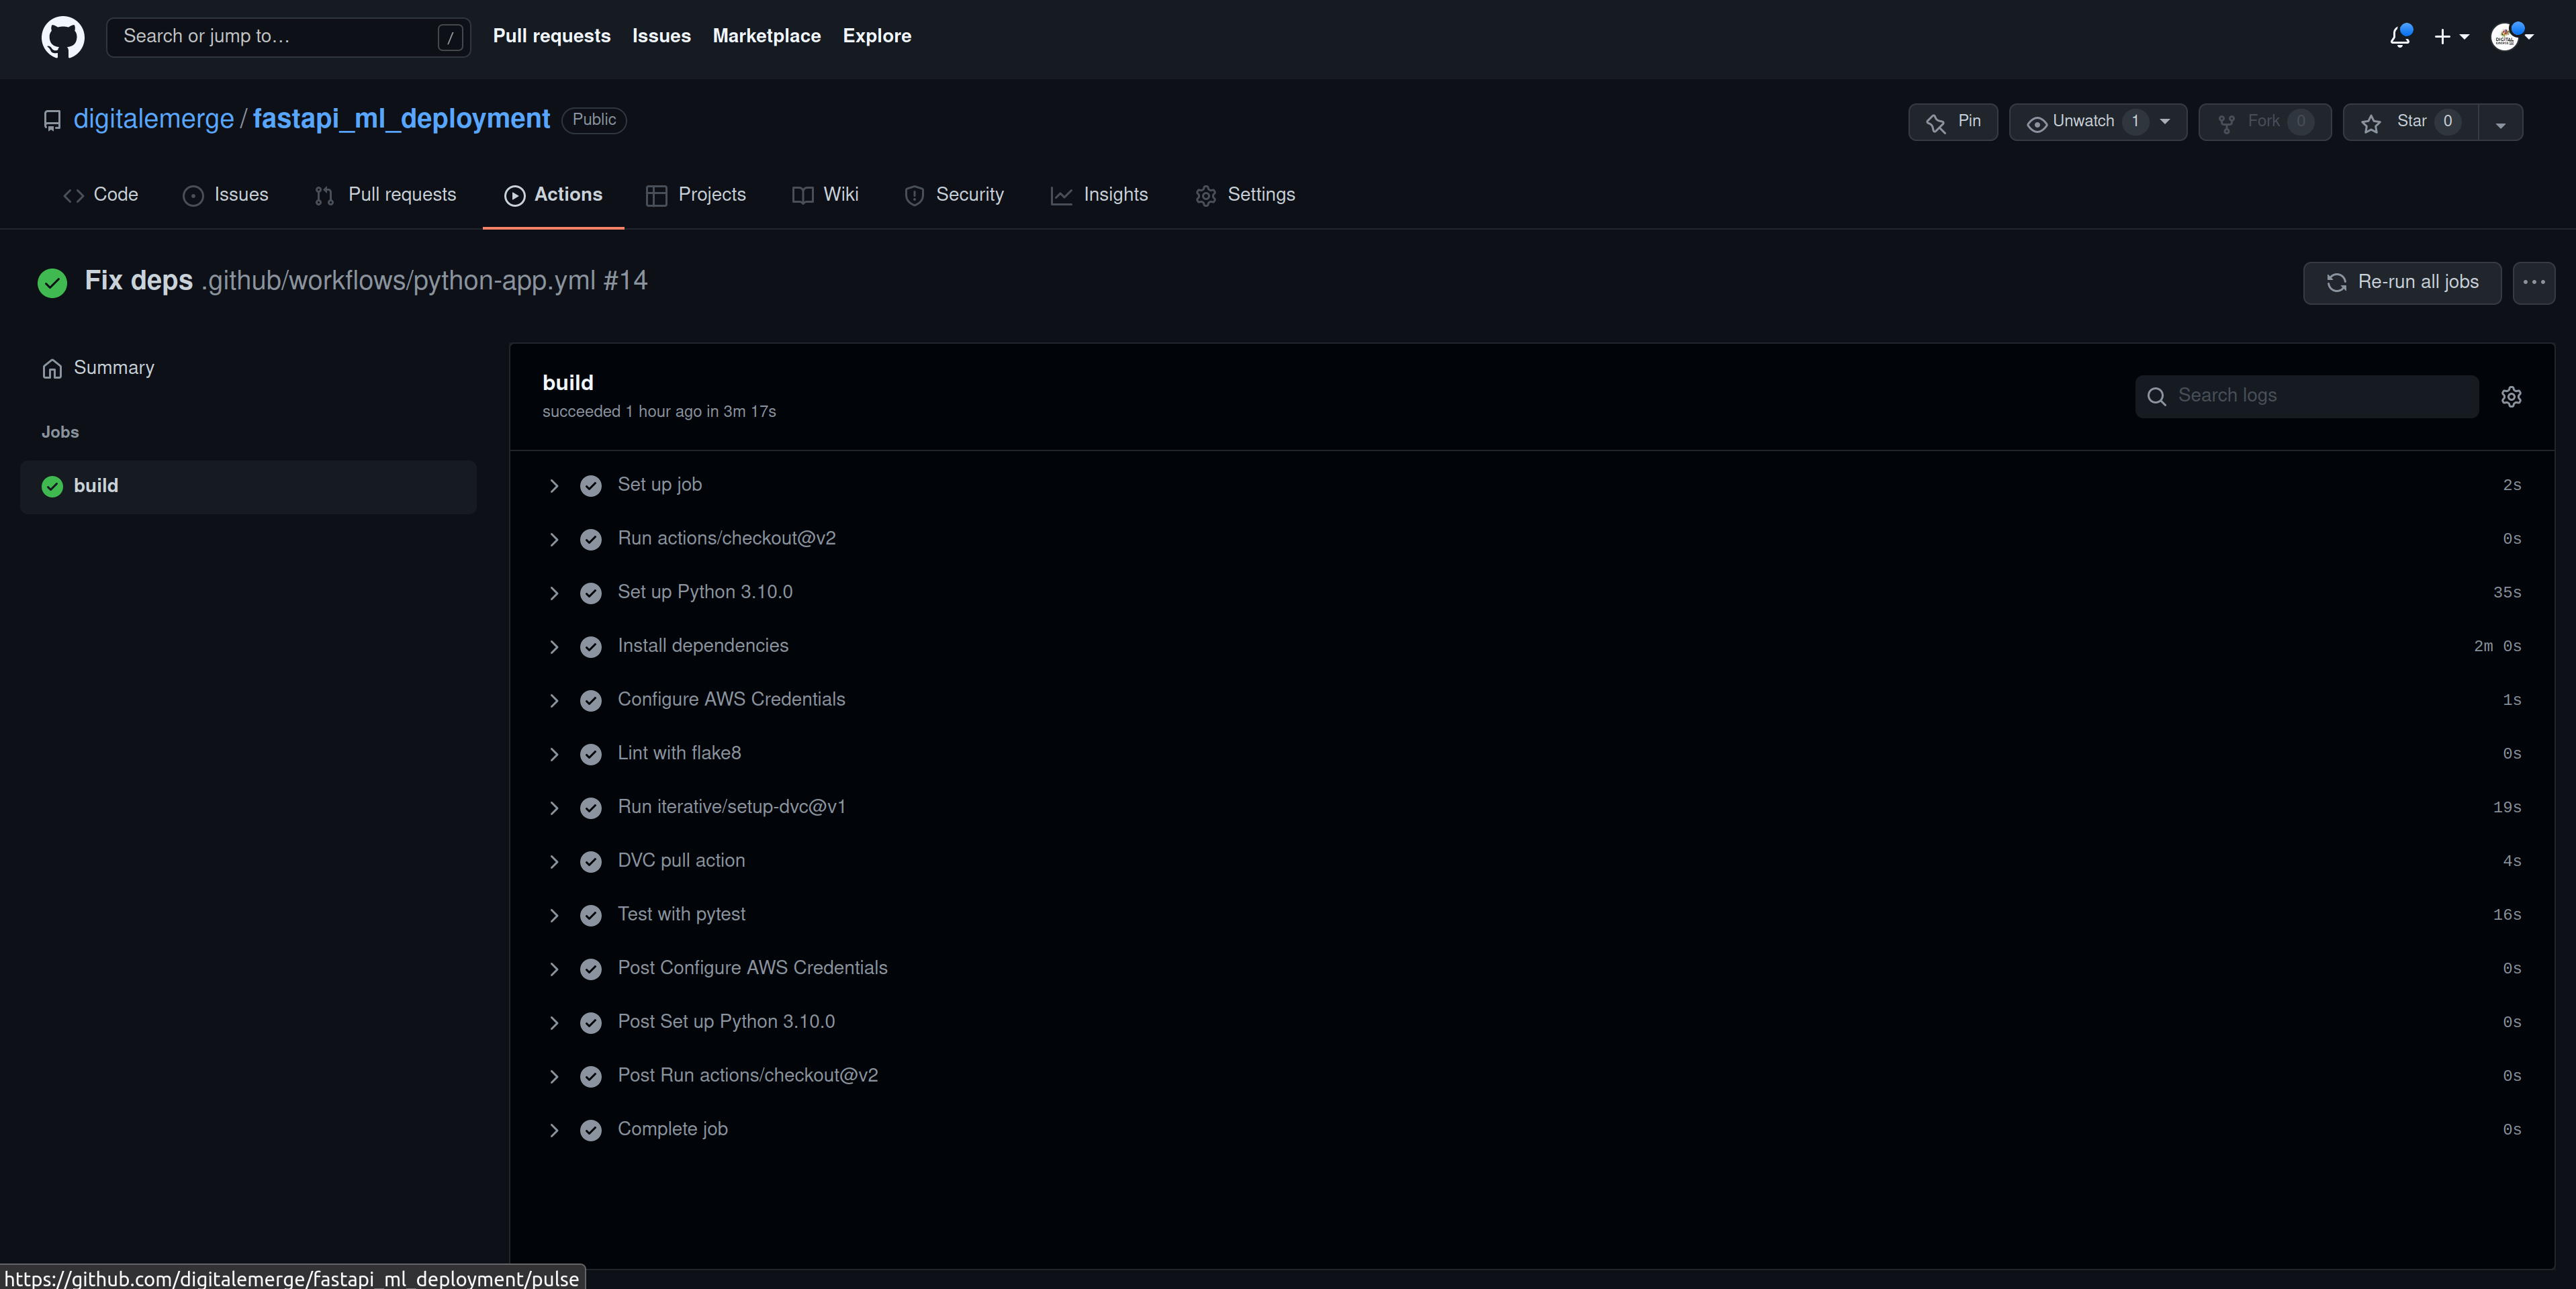 Search or jump to… /
Pull requests Issues Marketplace Explore
digitalemerge / fastapi_ml_deployment Public
Pin Unwatch 1 Fork 0 Star 0
Code Issues Pull requests Actions Projects Wiki Security Insights Settings
Fix deps .github/workflows/python-app.yml #14
Re-run all jobs
Summary
Jobs
build
build
succeeded 1 hour ago in 3m 17s
Search logs
Set up job 2s
Run actions/checkout@v2 0s
Set up Python 3.10.0 35s
Install dependencies 2m 0s
Configure AWS Credentials 1s
Lint with flake8 0s
Run iterative/setup-dvc@v1 19s
DVC pull action 4s
Test with pytest 16s
Post Configure AWS Credentials 0s
Post Set up Python 3.10.0 0s
Post Run actions/checkout@v2 0s
Complete job 0s
https://github.com/digitalemerge/fastapi_ml_deployment/pulse